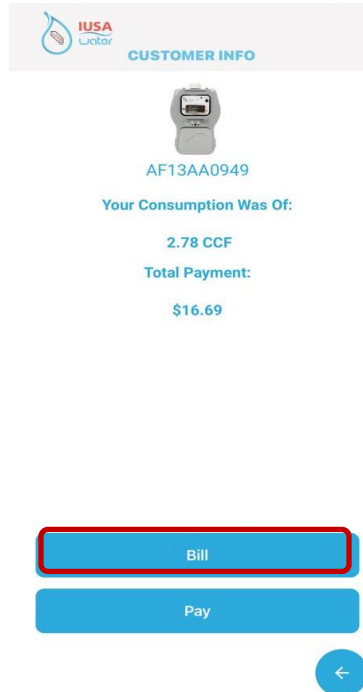 IUSA
water
CUSTOMER INFO
AF13AA0949
Your Consumption Was Of:
2.78 CCF
Total Payment:
$16.69
Bill
Pay